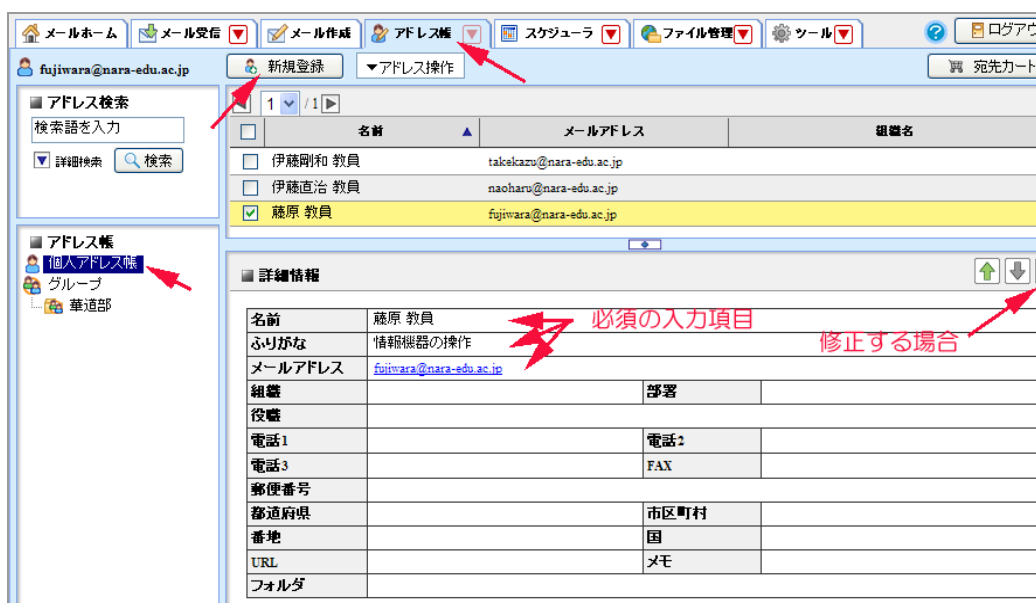 メールホーム メール受信 メール作成 アドレス帳 スケジューラ ファイル管理 ツール ? ログアウ
fujiwara@nara-edu.ac.jp 新規登録 ▼アドレス操作 宛先カート
■アドレス検索
検索語を入力
詳細検索 検索
1 /1
名前 ▲ メールアドレス 組織名
伊藤剛和 教員 takekazu@nara-edu.ac.jp
伊藤直治 教員 naoharu@nara-edu.ac.jp
藤原 教員 fujiwara@nara-edu.ac.jp
■アドレス帳
個人アドレス帳
グループ
華道部
■詳細情報
名前 藤原 教員 必須の入力項目
ふりがな 情報機器の操作 修正する場合
メールアドレス fujiwara@nara-edu.ac.jp
組織 部署
役職
電話1 電話2
電話3 FAX
郵便番号
都道府県 市区町村
番地 国
URL メモ
フォルダ